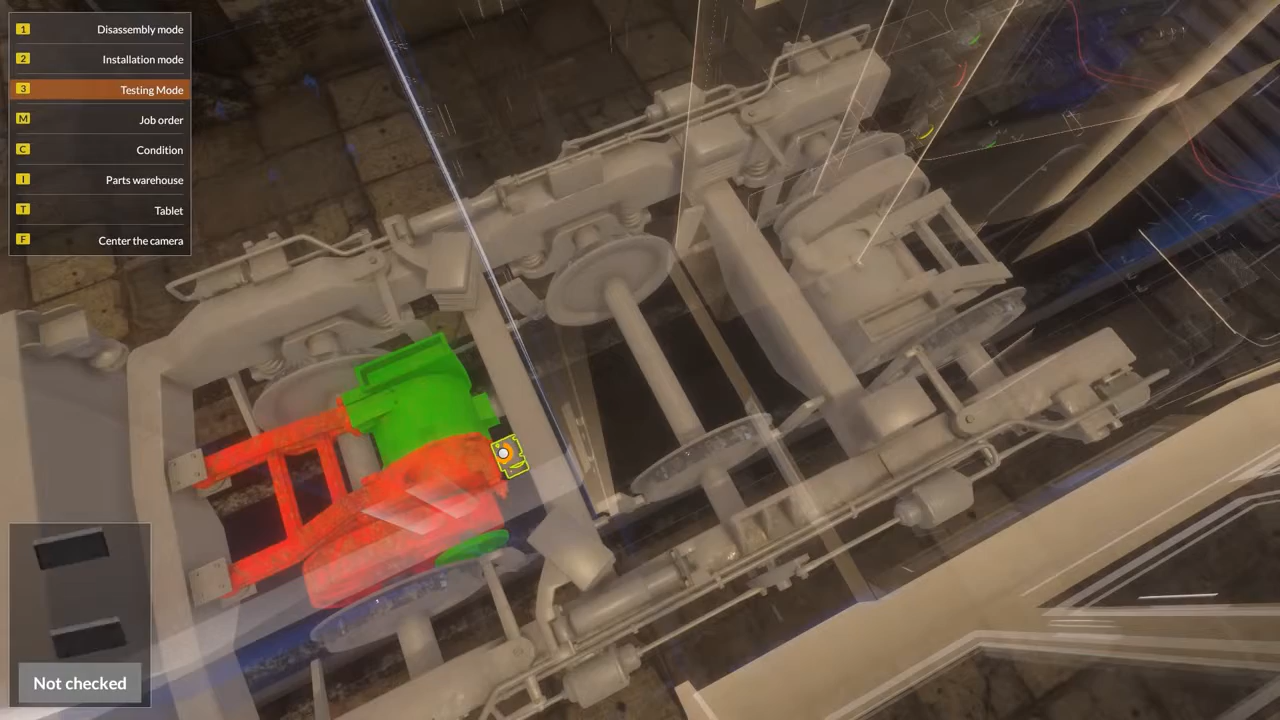 1 Disassembly mode
2 Installation mode
3 Testing Mode
M Job order
C Condition
I Parts warehouse
T Tablet
F Center the camera
Not checked